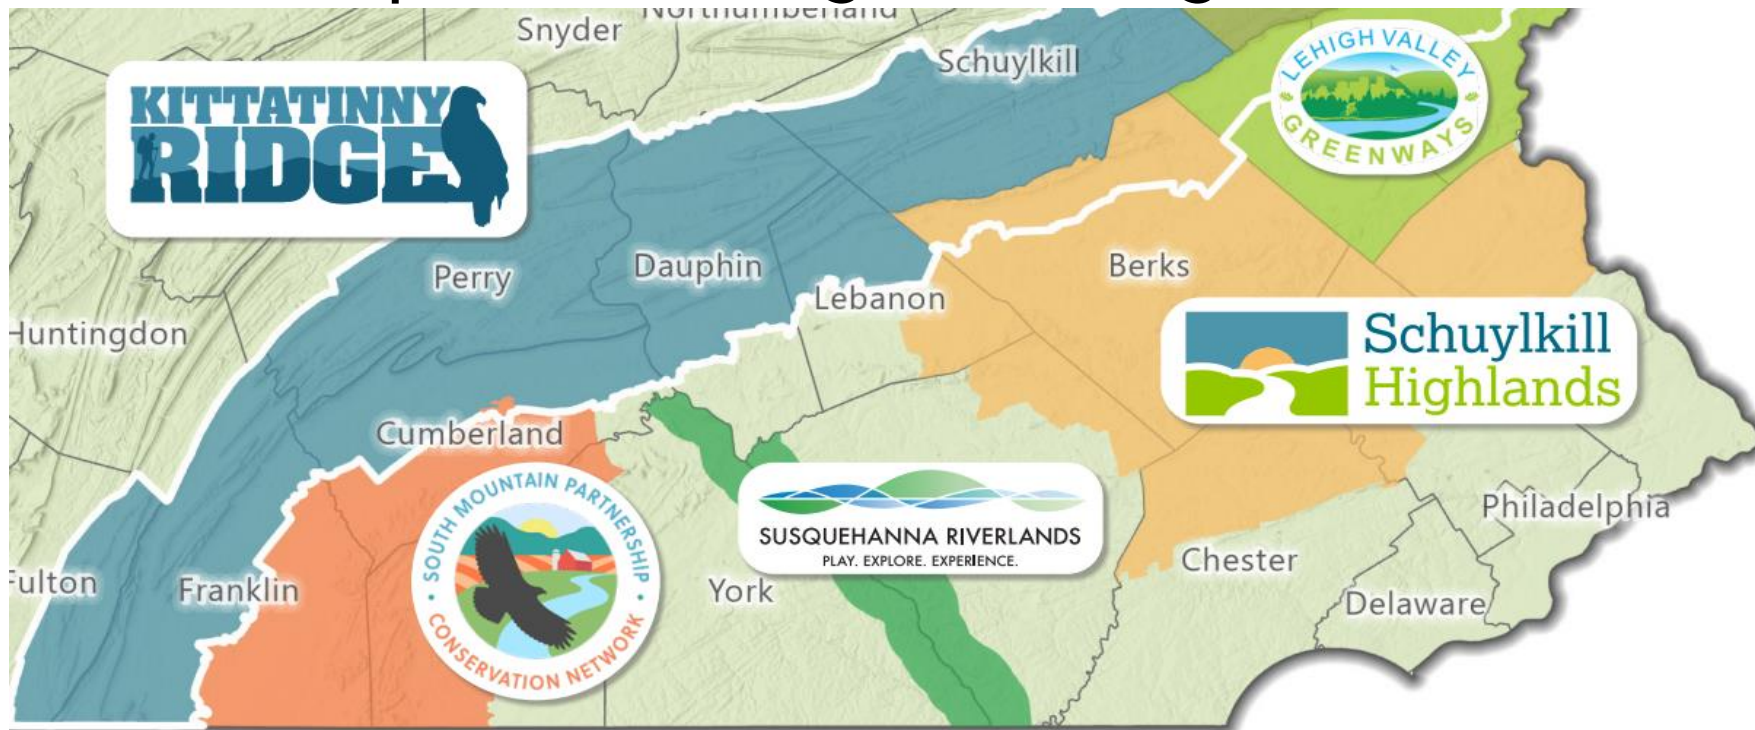 Northumberland
Snyder
Schuylkill
LEHIGH VALLEY
GREENWAYS
KITTATINNY
RIDGE
Perry
Dauphin
Berks
Lebanon
Huntingdon
Schuylkill
Highlands
Cumberland
SOUTH MOUNTAIN PARTNERSHIP
CONSERVATION NETWORK
SUSQUEHANNA RIVERLANDS
PLAY. EXPLORE. EXPERIENCE.
Philadelphia
Chester
Fulton
Franklin
York
Delaware